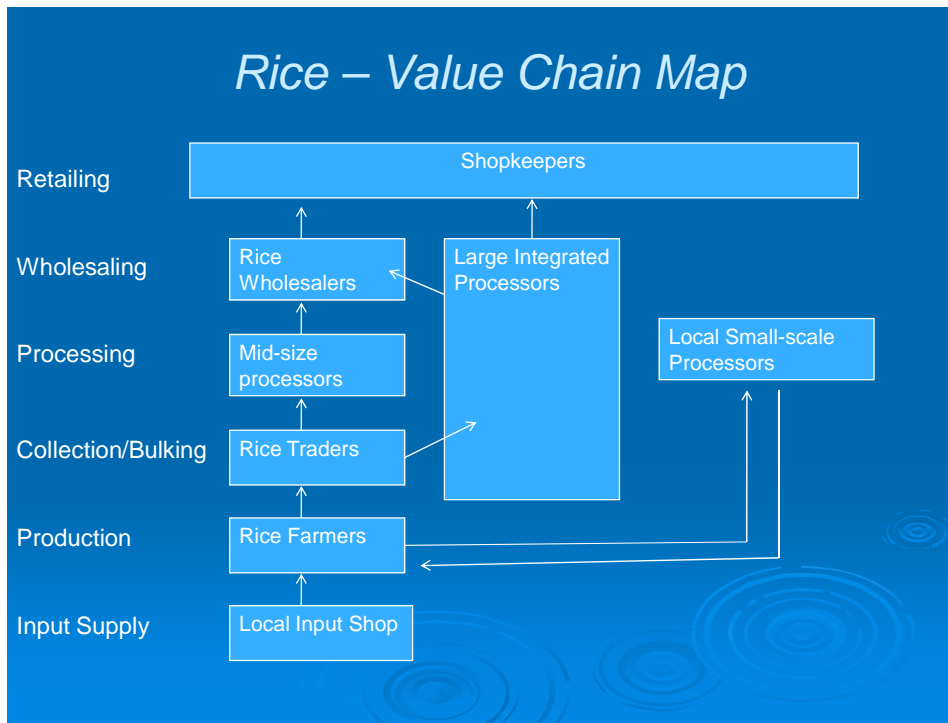 Rice – Value Chain Map
Shopkeepers
Retailing
Wholesaling
Rice
Wholesalers
Large Integrated
Processors
Processing
Mid-size
processors
Local Small-scale
Processors
Collection/Bulking
Rice Traders
Production
Rice Farmers
Input Supply
Local Input Shop